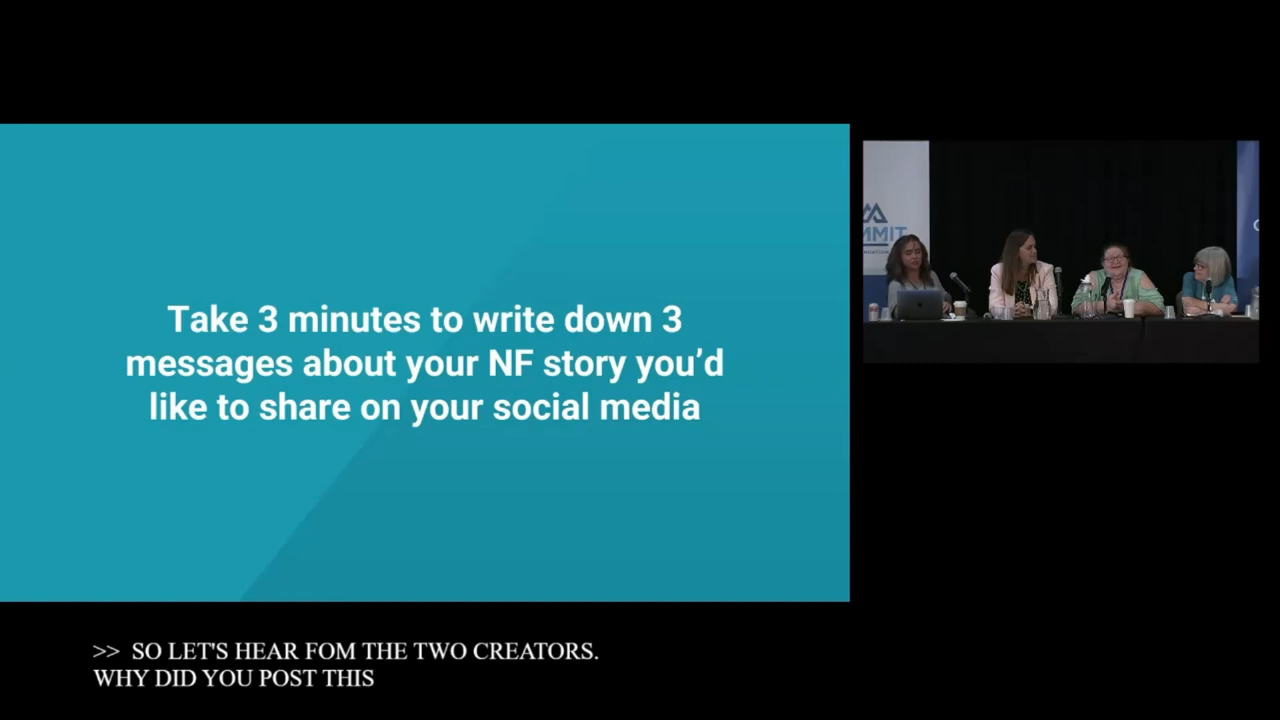 Take 3 minutes to write down 3
messages about your NF story you’d
like to share on your social media
MMIT
>> SO LET'S HEAR FOM THE TWO CREATORS.
WHY DID YOU POST THIS